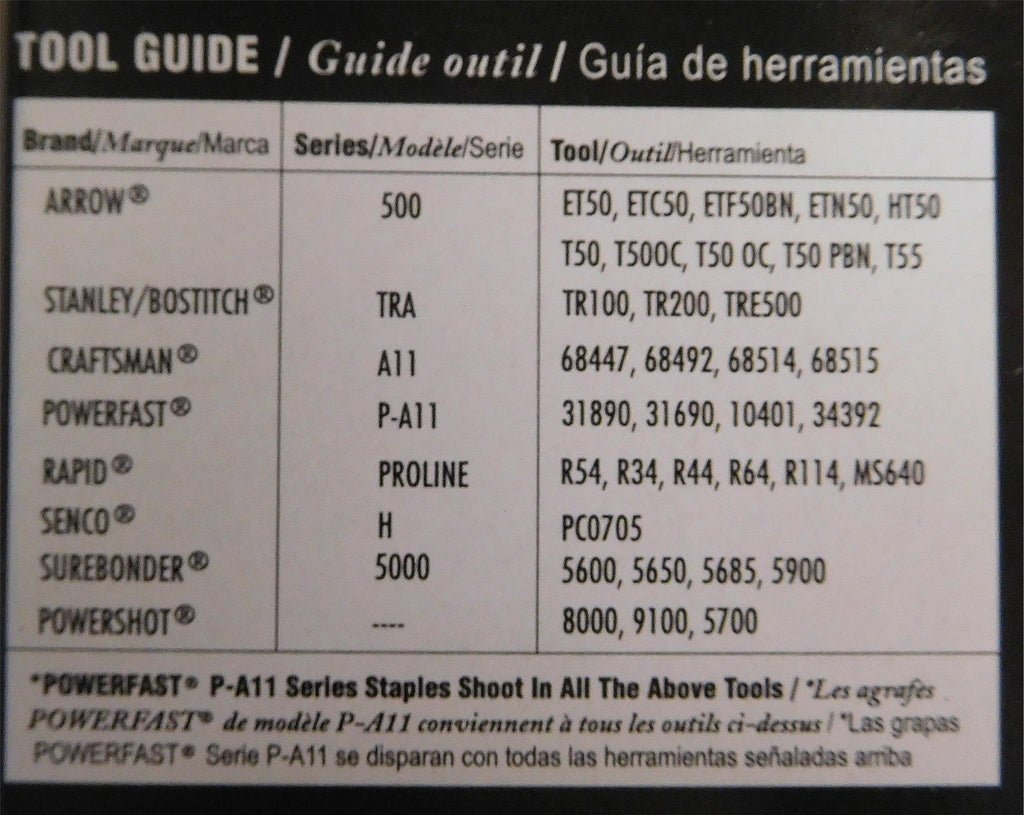 TOOL GUIDE / Guide outil / Guía de herramientas
Brand/Marque/Marca Series/Modèle/Serie Tool/Outil/Herramienta
ARROW® 500 ET50, ETC50, ETF50BN, ETN50, HT50
T50, T50OC, T50 OC, T50 PBN, T55
STANLEY/BOSTITCH® TRA TR100, TR200, TRE500
CRAFTSMAN® A11 68447, 68492, 68514, 68515
POWERFAST® P-A11 31890, 31690, 10401, 34392
RAPID® PROLINE R54, R34, R44, R64, R114, MS640
SENCO® H PC0705
SUREBONDER® 5000 5600, 5650, 5685, 5900
POWERSHOT® ---- 8000, 9100, 5700
*POWERFAST® P-A11 Series Staples Shoot In All The Above Tools / *Les agrafes
POWERFAST® de modèle P-A11 conviennent à tous les outils ci-dessus / *Las grapas
POWERFAST® Serie P-A11 se disparan con todas las herramientas señaladas arriba